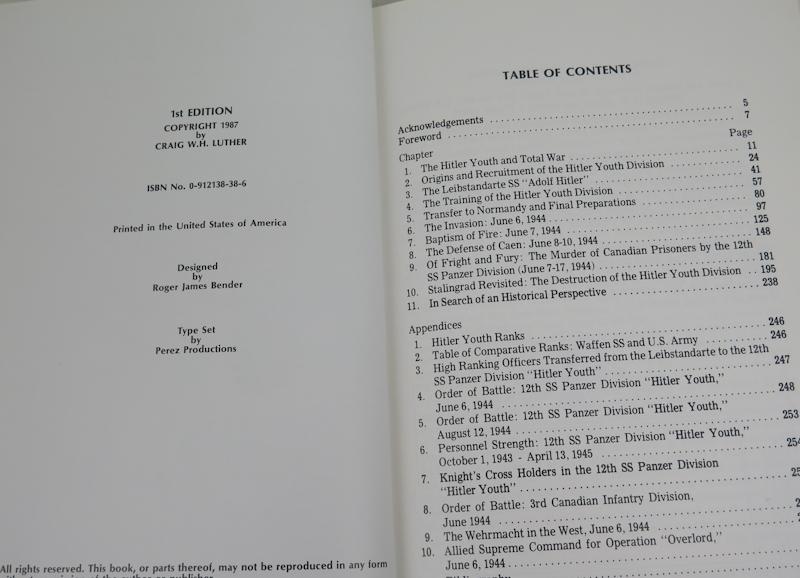 1st EDITION
COPYRIGHT 1987
by
CRAIG W.H. LUTHER
ISBN No. 0-912138-38-6
Printed in the United States of America
Designed
by
Roger James Bender
Type Set
by
Perez Productions
All rights reserved. This book, or parts thereof, may not be reproduced in any form
TABLE OF CONTENTS
Acknowledgements . . . . . . . . . . 5
Foreword . . . . . . . . . . 7
Chapter Page
1. The Hitler Youth and Total War . . . . . . . . . . 11
2. Origins and Recruitment of the Hitler Youth Division . . . . . . . . . . 24
3. The Leibstandarte SS "Adolf Hitler" . . . . . . . . . . 41
4. The Training of the Hitler Youth Division . . . . . . . . . . 57
5. Transfer to Normandy and Final Preparations . . . . . . . . . . 80
6. The Invasion: June 6, 1944 . . . . . . . . . . 97
7. Baptism of Fire: June 7, 1944 . . . . . . . . . . 125
8. The Defense of Caen: June 8-10, 1944 . . . . . . . . . . 148
9. Of Fright and Fury: The Murder of Canadian Prisoners by the 12th
SS Panzer Division (June 7-17, 1944) . . . . . . . . . . 181
10. Stalingrad Revisited: The Destruction of the Hitler Youth Division . . 195
11. In Search of an Historical Perspective . . . . . . . . . . 238
Appendices
1. Hitler Youth Ranks . . . . . . . . . . 246
2. Table of Comparative Ranks: Waffen SS and U.S. Army . . . . . . . . . . 246
3. High Ranking Officers Transferred from the Leibstandarte to the 12th
SS Panzer Division "Hitler Youth" . . . . . . . . . . 247
4. Order of Battle: 12th SS Panzer Division "Hitler Youth,"
June 6, 1944 . . . . . . . . . . 248
5. Order of Battle: 12th SS Panzer Division "Hitler Youth,"
August 12, 1944 . . . . . . . . . . 253
6. Personnel Strength: 12th SS Panzer Division "Hitler Youth,"
October 1, 1943 - April 13, 1945 . . . . . . . . . . 254
7. Knight's Cross Holders in the 12th SS Panzer Division
"Hitler Youth" . . . . . . . . . .
8. Order of Battle: 3rd Canadian Infantry Division,
June 1944 . . . . . . . . . .
9. The Wehrmacht in the West, June 6, 1944 . . . . . . . . . .
10. Allied Supreme Command for Operation "Overlord,"
June 6, 1944 . . . . . . . . . .